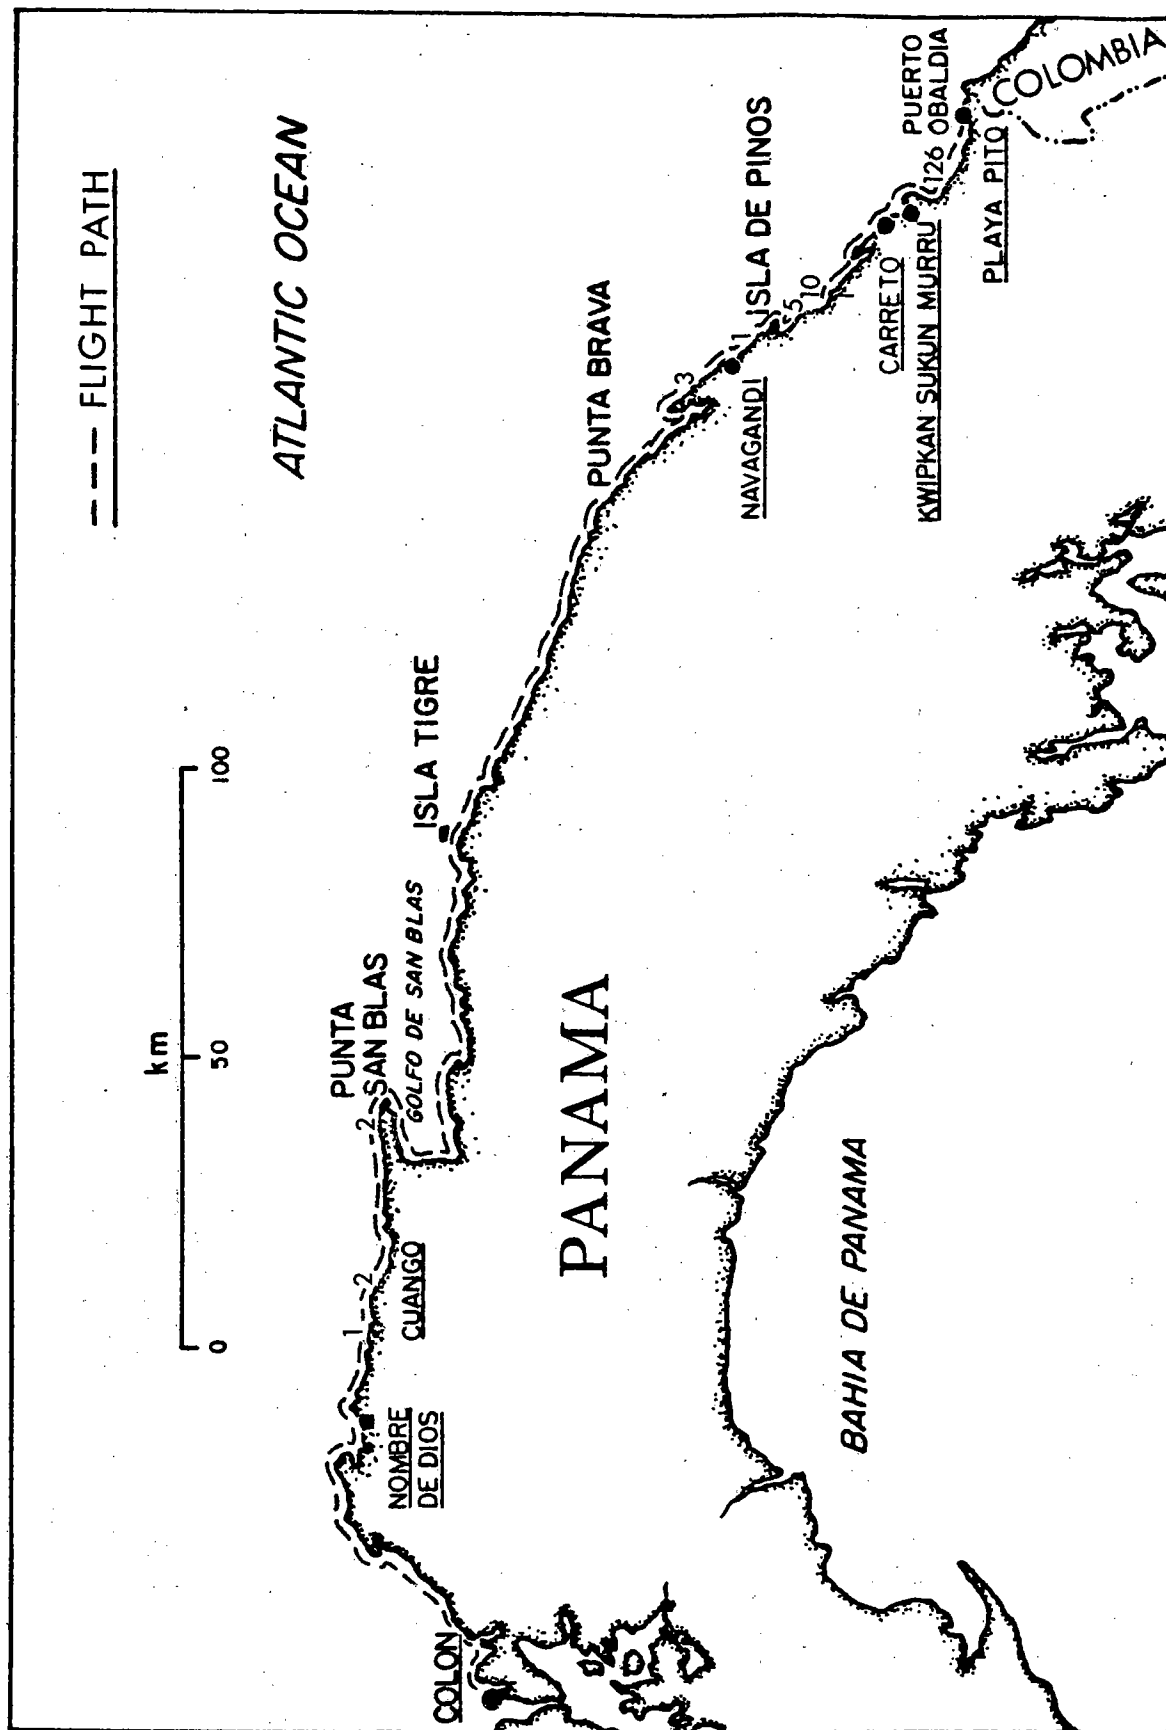 --- FLIGHT PATH
ATLANTIC OCEAN
km
0
50
100
PUNTA
SAN BLAS
GOLFO DE SAN BLAS
ISLA TIGRE
PUNTA BRAVA
ISLA DE PINOS
PUERTO
OBALDIA
COLOMBIA
COLON
NOMBRE
DE DIOS
1
2
CUANGO
2
3
1
NAVAGANDI
5
10
1
126
CARRETO
KWIPKAN SUKUN MURRU
PLAYA PITO
PANAMA
BAHIA DE PANAMA